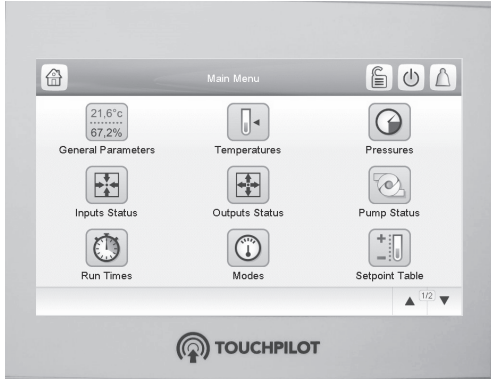 Main Menu
21,6°c
67,2%
General Parameters
Temperatures
Pressures
Inputs Status
Outputs Status
Pump Status
Run Times
Modes
Setpoint Table
1/2
TOUCHPILOT